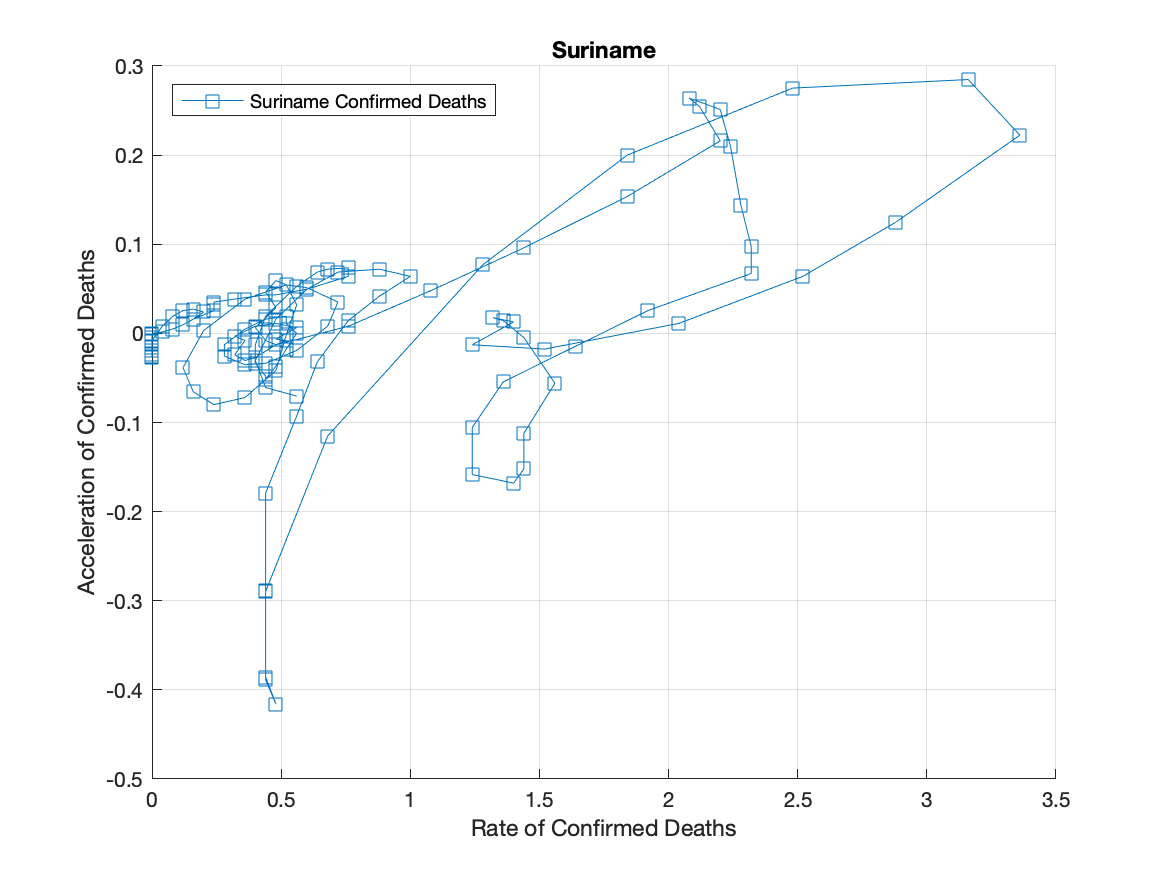 Suriname
Suriname Confirmed Deaths
Acceleration of Confirmed Deaths
0.3
0.2
0.1
0
-0.1
-0.2
-0.3
-0.4
-0.5
0 0.5 1 1.5 2 2.5 3 3.5
Rate of Confirmed Deaths